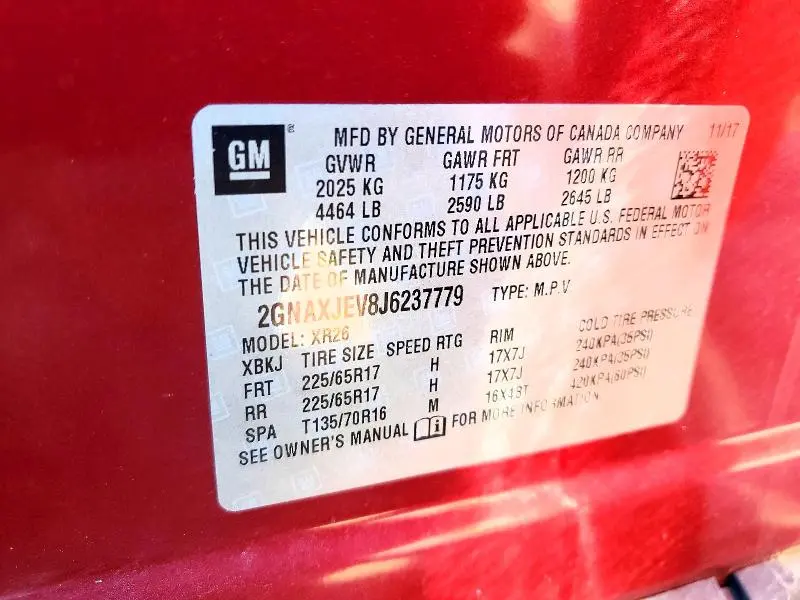 GM ® MFD BY GENERAL MOTORS OF CANADA COMPANY 11/17
GVWR GAWR FRT GAWR RR
2025 KG 1175 KG 1200 KG
4464 LB 2590 LB 2645 LB
THIS VEHICLE CONFORMS TO ALL APPLICABLE U.S. FEDERAL MOTOR
VEHICLE SAFETY AND THEFT PREVENTION STANDARDS IN EFFECT ON
THE DATE OF MANUFACTURE SHOWN ABOVE.
2GNAXJEV8J6237779 TYPE: M.P.V
MODEL: XR26
XBKJ TIRE SIZE SPEED RTG RIM COLD TIRE PRESSURE
FRT 225/65R17 H 17X7J 240KPA(35PSI)
RR 225/65R17 H 17X7J 240KPA(35PSI)
SPA T135/70R16 M 16X4BT 420KPA(60PSI)
SEE OWNER'S MANUAL FOR MORE INFORMATION